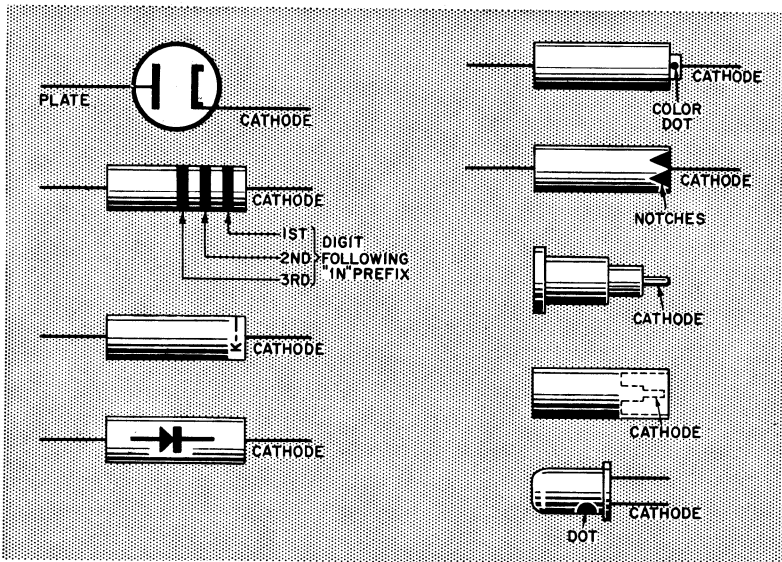 PLATE
CATHODE
CATHODE
1ST
2ND
3RD
DIGIT
FOLLOWING
"1N" PREFIX
K-
CATHODE
CATHODE
CATHODE
COLOR
DOT
CATHODE
NOTCHES
CATHODE
CATHODE
CATHODE
DOT